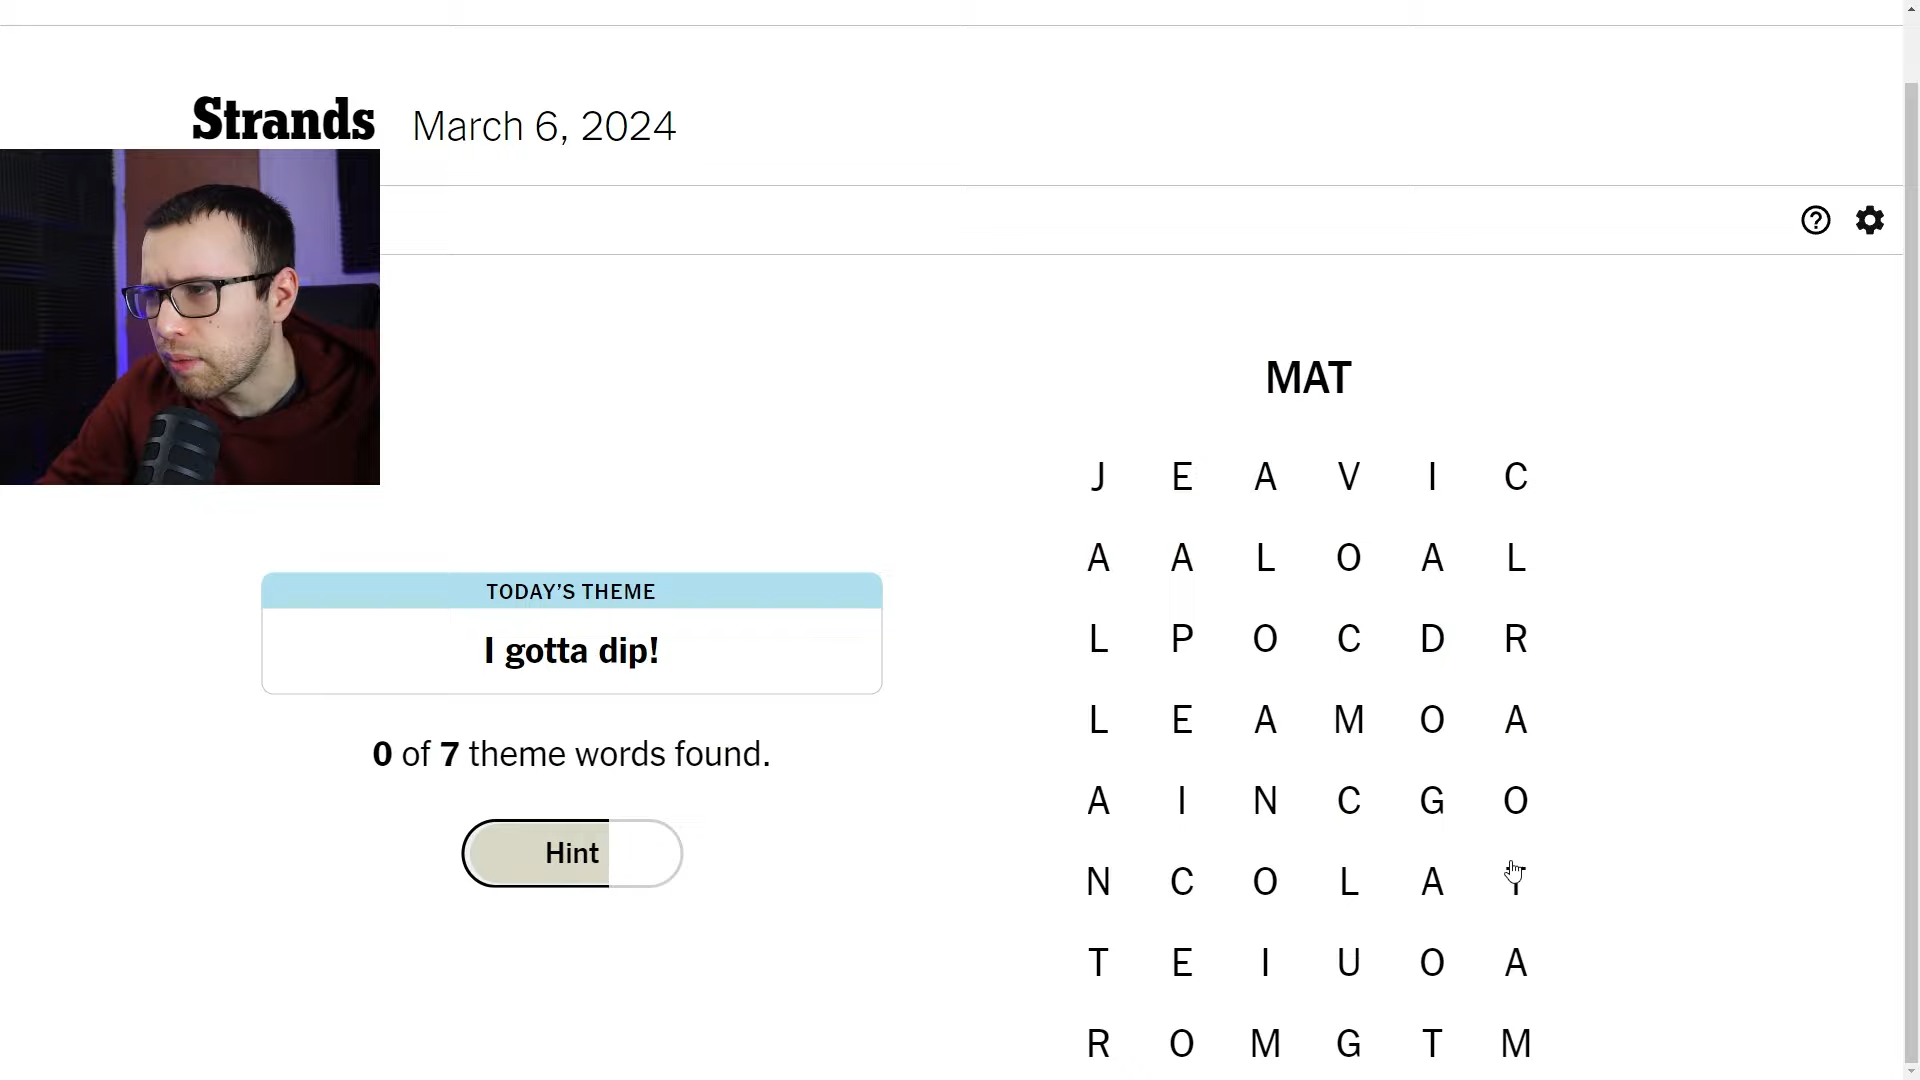 Strands March 6, 2024
MAT
J E A V I C
A A L O A L
TODAY'S THEME
I gotta dip!
L P O C D R
L E A M O A
0 of 7 theme words found.
A I N C G O
Hint
N C O L A
T E I U O A
R O M G T M